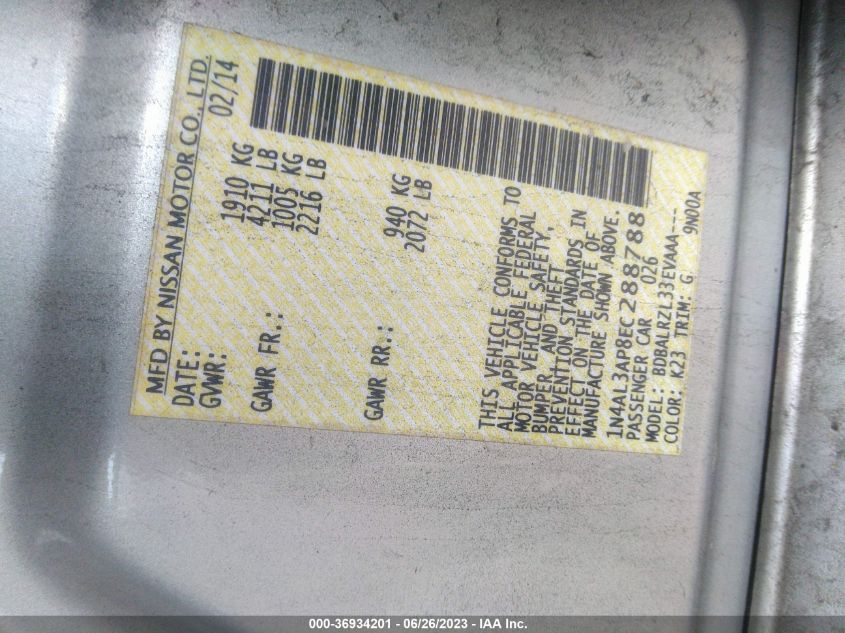 MFD BY NISSAN MOTOR CO., LTD.
DATE: 02/14
GVWR: 1910 KG
4211 LB
GAWR FR.: 1005 KG
2216 LB
GAWR RR.: 940 KG
2072 LB
THIS VEHICLE CONFORMS TO
ALL APPLICABLE FEDERAL
MOTOR VEHICLE SAFETY,
BUMPER, AND THEFT
PREVENTION STANDARDS IN
EFFECT ON THE DATE OF
MANUFACTURE SHOWN ABOVE.
1N4AL3AP8EC288788
PASSENGER CAR 026
MODEL: BDBALRZL33EYAAA---
COLOR: K23 TRIM: G 9N00A
000-36934201 - 06/26/2023 - IAA Inc.